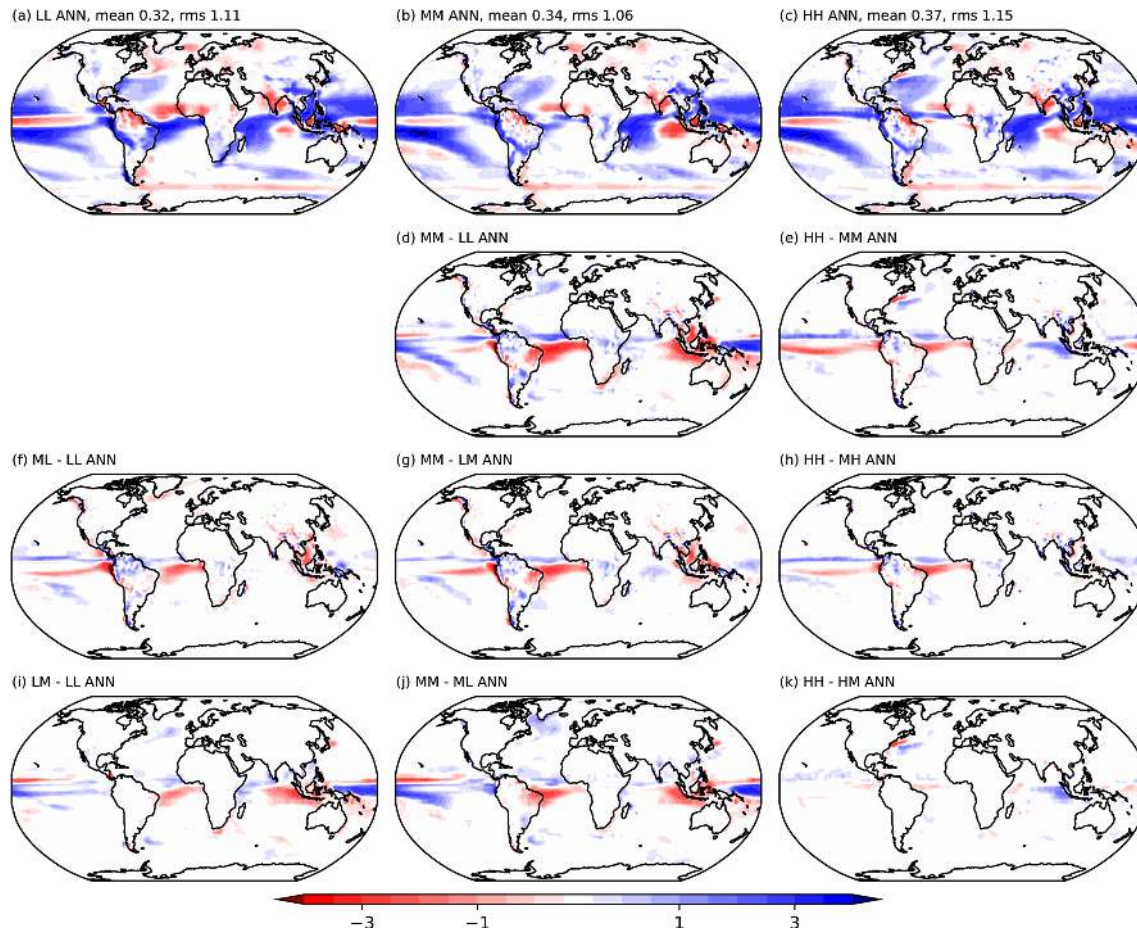 (a) LL ANN, mean 0.32, rms 1.11
(b) MM ANN, mean 0.34, rms 1.06
(c) HH ANN, mean 0.37, rms 1.15
(d) MM - LL ANN
(e) HH - MM ANN
(f) ML - LL ANN
(g) MM - LM ANN
(h) HH - MH ANN
(i) LM - LL ANN
(j) MM - ML ANN
(k) HH - HM ANN
−3 −1 1 3